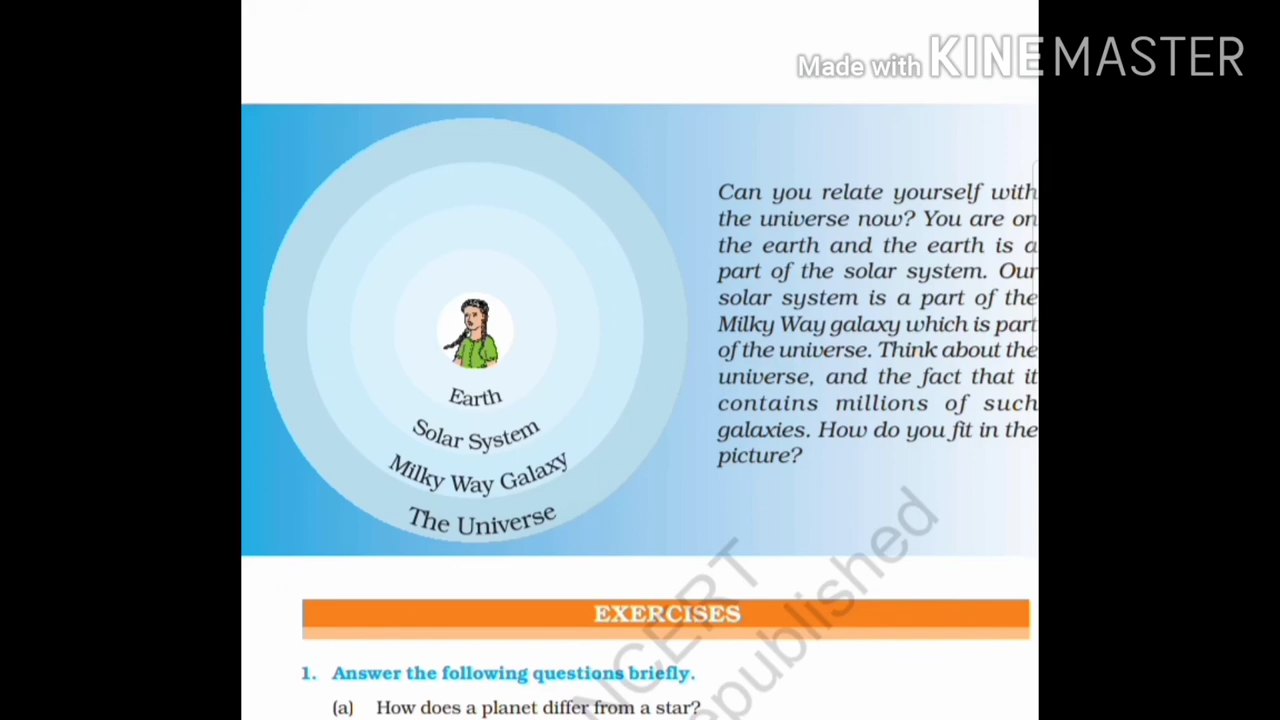 Made with KINEMASTER
Can you relate yourself with
the universe now? You are on
the earth and the earth is a
part of the solar system. Our
solar system is a part of the
Milky Way galaxy which is part
of the universe. Think about the
universe, and the fact that it
contains millions of such
galaxies. How do you fit in the
picture?
Earth
Solar System
Milky Way Galaxy
The Universe
EXERCISES
1. Answer the following questions briefly.
(a) How does a planet differ from a star?
NCERT
republished